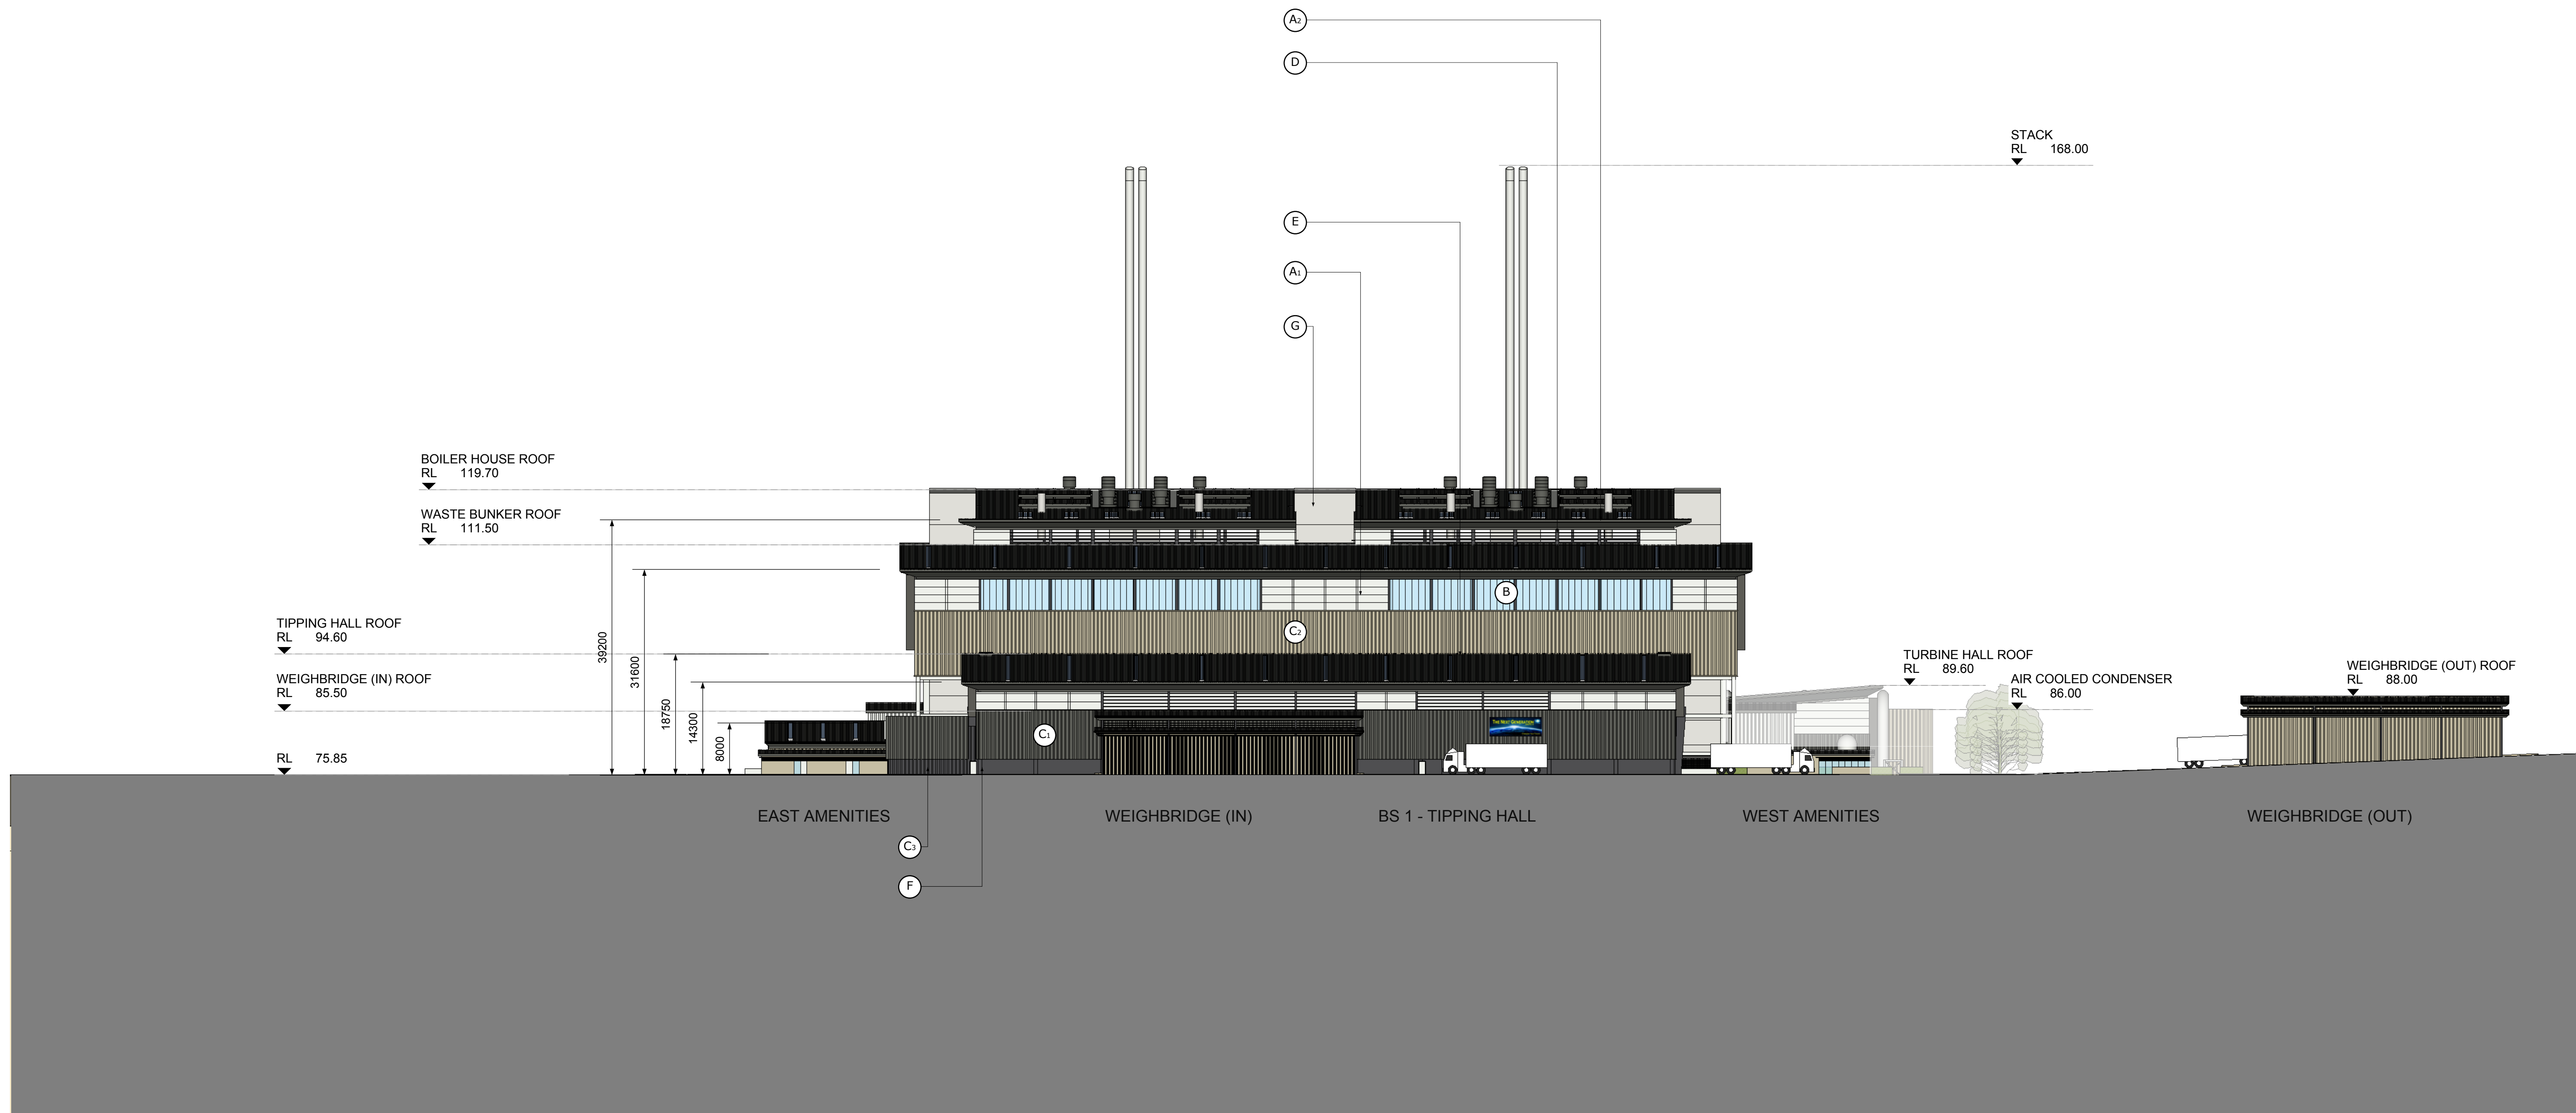 A2
D
STACK
RL 168.00
E
A1
G
BOILER HOUSE ROOF
RL 119.70
WASTE BUNKER ROOF
RL 111.50
TIPPING HALL ROOF
RL 94.60
WEIGHBRIDGE (IN) ROOF
RL 85.50
RL 75.85
39200
31600
18750
14300
8000
B
C2
C1
THE NEXT GENERATION
TURBINE HALL ROOF
RL 89.60
AIR COOLED CONDENSER
RL 86.00
WEIGHBRIDGE (OUT) ROOF
RL 88.00
EAST AMENITIES
WEIGHBRIDGE (IN)
BS 1 - TIPPING HALL
WEST AMENITIES
WEIGHBRIDGE (OUT)
C3
F